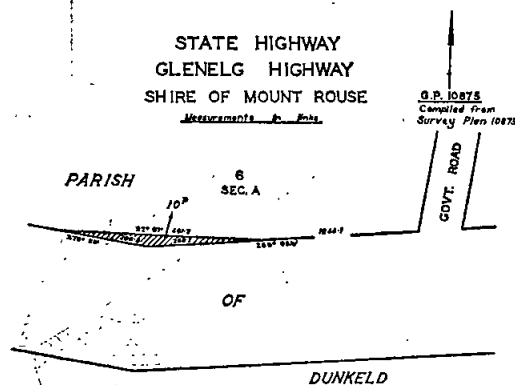 STATE HIGHWAY
GLENELG HIGHWAY
SHIRE OF MOUNT ROUSE
Measurements in links
G.P. 10875
Compiled from
Survey Plan 10875
GOVT. ROAD
PARISH
6
SEC. A
10P
OF
DUNKELD